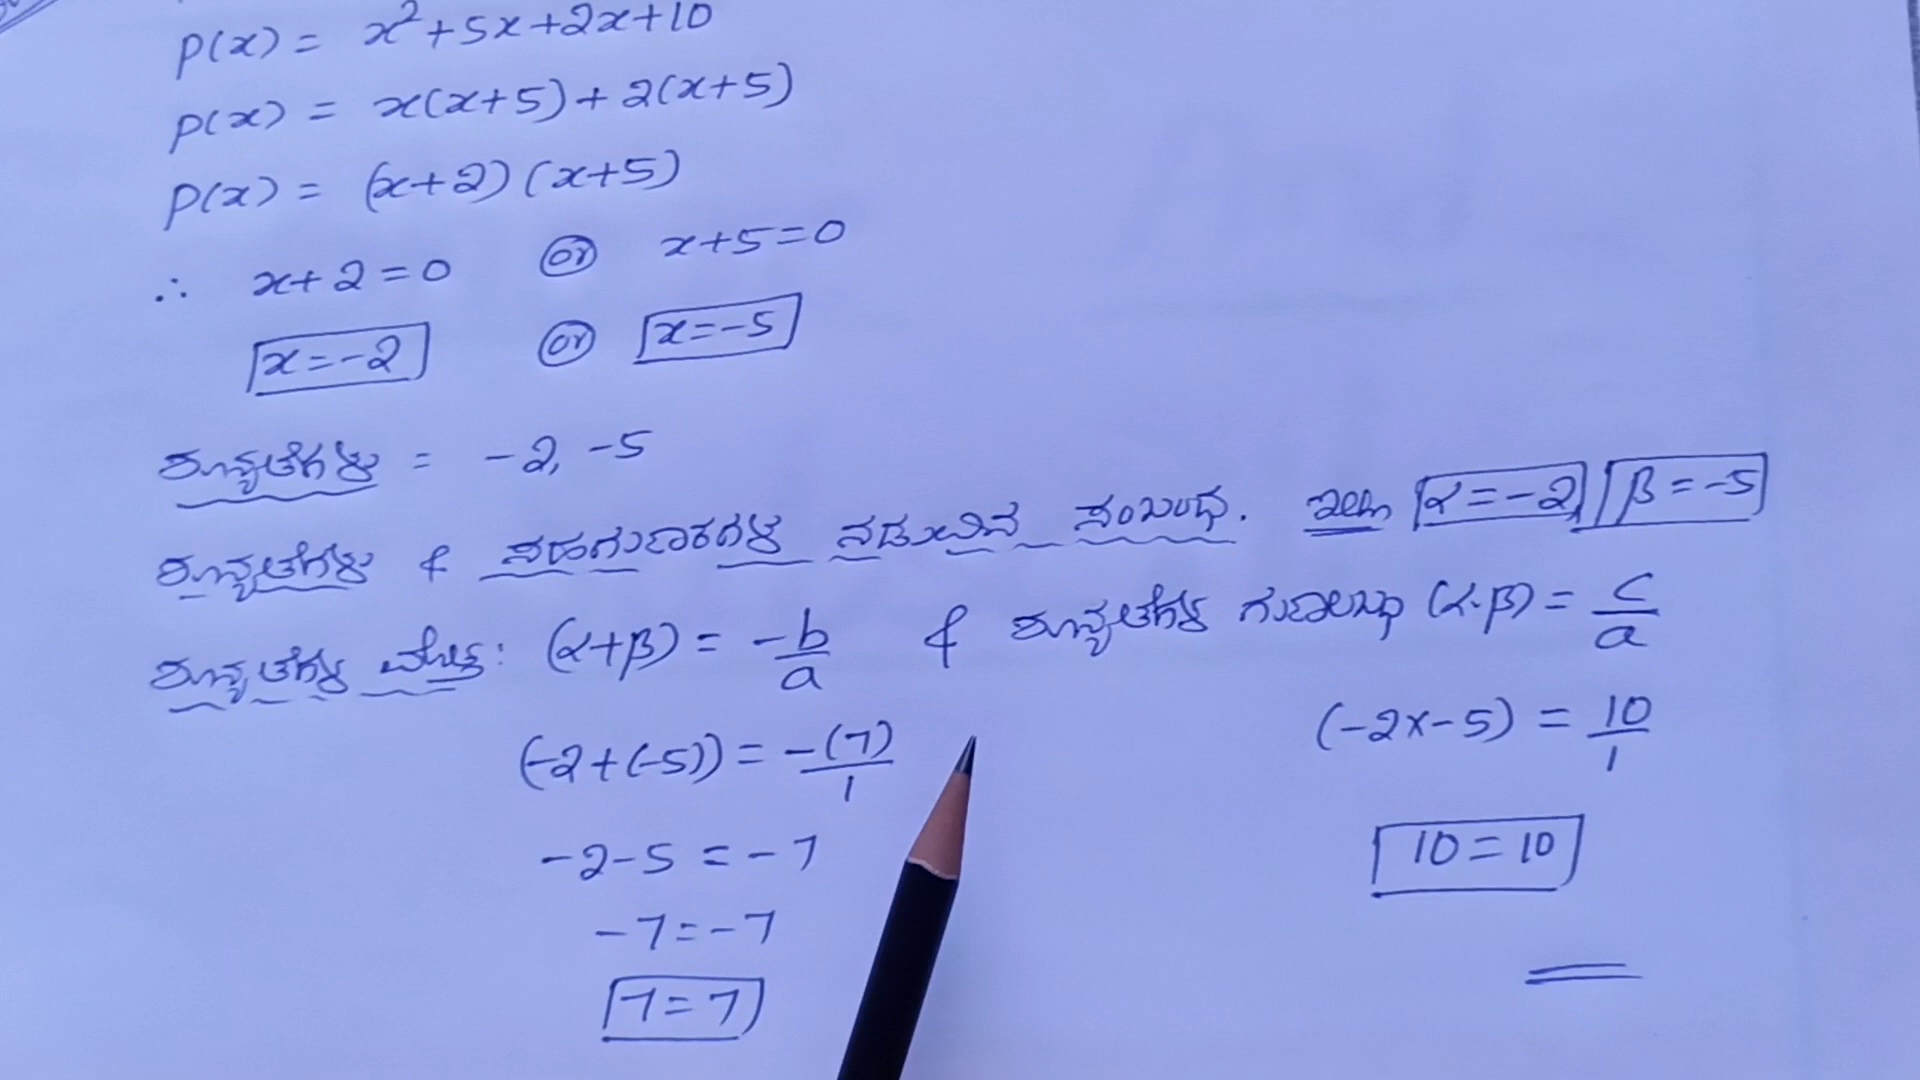 p(x) = x²+5x+2x+10
p(x) = x(x+5)+2(x+5)
p(x) = (x+2)(x+5)
∴ x+2=0 or x+5=0
x=-2 or x=-5
ಶೂನ್ಯತೆಗಳು = -2, -5
ಶೂನ್ಯತೆಗಳು & ಸಹಗುಣಕಗಳ ನಡುವಿನ ಸಂಬಂಧ. ಇಲ್ಲಿ α=-2 β=-5
ಶೂನ್ಯತೆಗಳ ಮೊತ್ತ: (α+β) = -b/a & ಶೂನ್ಯತೆಗಳ ಗುಣಲಬ್ಧ (α.β) = c/a
(-2+(-5)) = -(7)/1 (-2x-5) = 10/1
-2-5 = -7 10=10
-7=-7
7=7